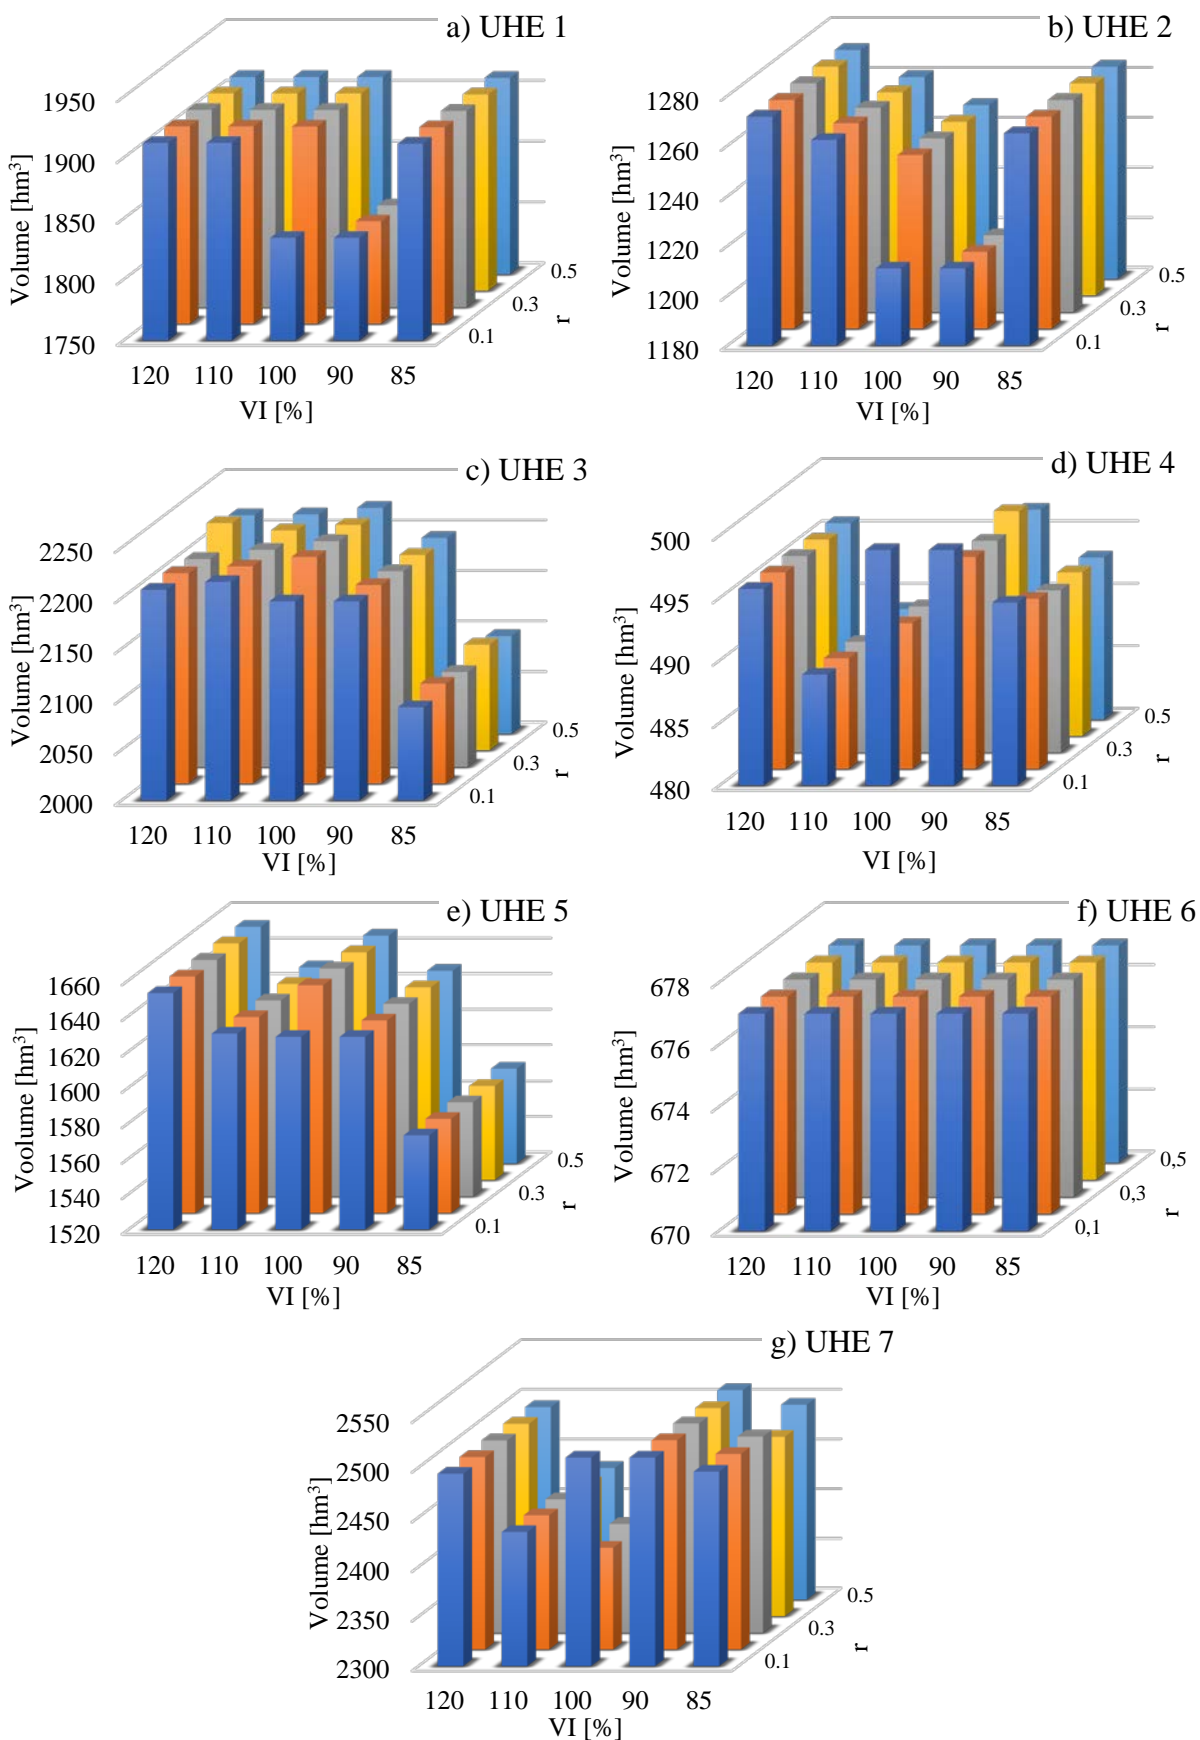 a) UHE 1
Volume [hm³]
1950
1900
1850
1800
1750
120 110 100 90 85
VI [%]
0.1 0.3 0.5
r
b) UHE 2
Volume [hm³]
1280
1260
1240
1220
1200
1180
120 110 100 90 85
VI [%]
0.1 0.3 0.5
r
c) UHE 3
Volume [hm³]
2250
2200
2150
2100
2050
2000
120 110 100 90 85
VI [%]
0.1 0.3 0.5
r
d) UHE 4
Volume [hm³]
500
495
490
485
480
120 110 100 90 85
VI [%]
0.1 0.3 0.5
r
e) UHE 5
Voolume [hm³]
1660
1640
1620
1600
1580
1560
1540
1520
120 110 100 90 85
VI [%]
0.1 0.3 0.5
r
f) UHE 6
Volume [hm³]
678
676
674
672
670
120 110 100 90 85
VI [%]
0,1 0,3 0,5
r
g) UHE 7
Volume [hm³]
2550
2500
2450
2400
2350
2300
120 110 100 90 85
VI [%]
0.1 0.3 0.5
r